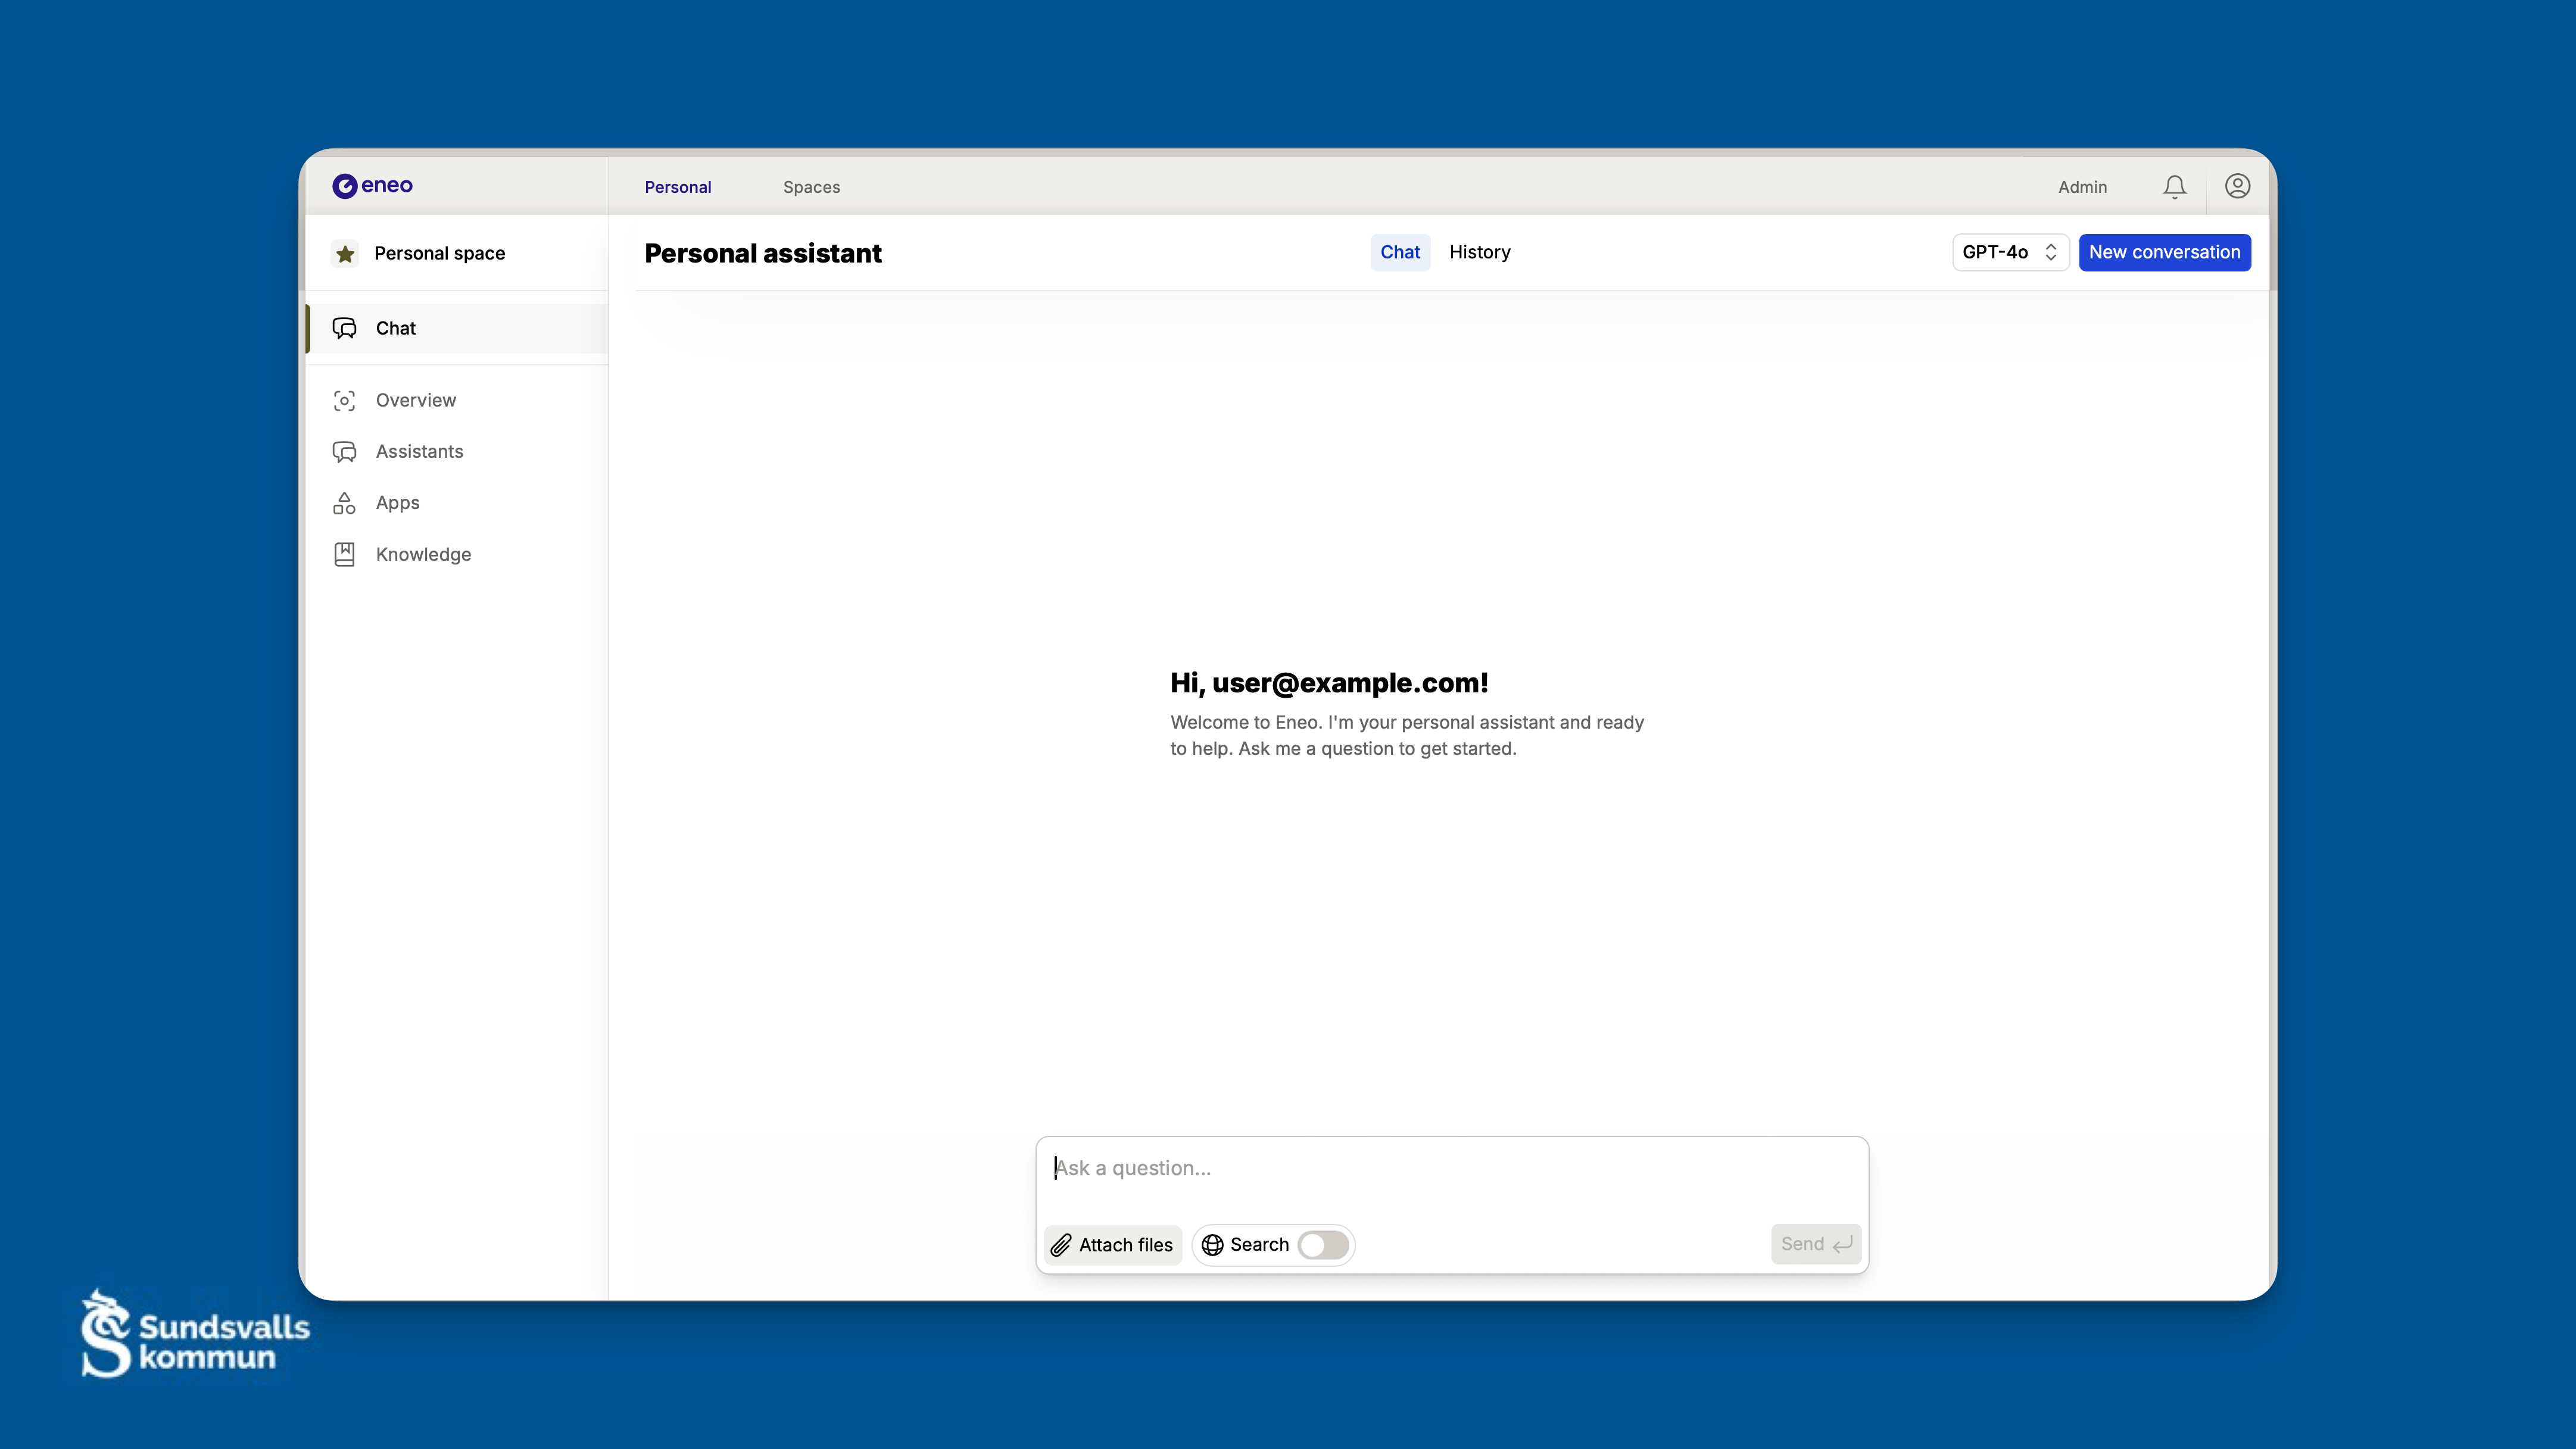 eneo
Personal
Spaces
Admin
Personal space
Personal assistant
Chat
History
GPT-4o
New conversation
Chat
Overview
Assistants
Apps
Knowledge
Hi, user@example.com!
Welcome to Eneo. I'm your personal assistant and ready
to help. Ask me a question to get started.
Ask a question...
Attach files
Search
Send
Sundsvalls
kommun